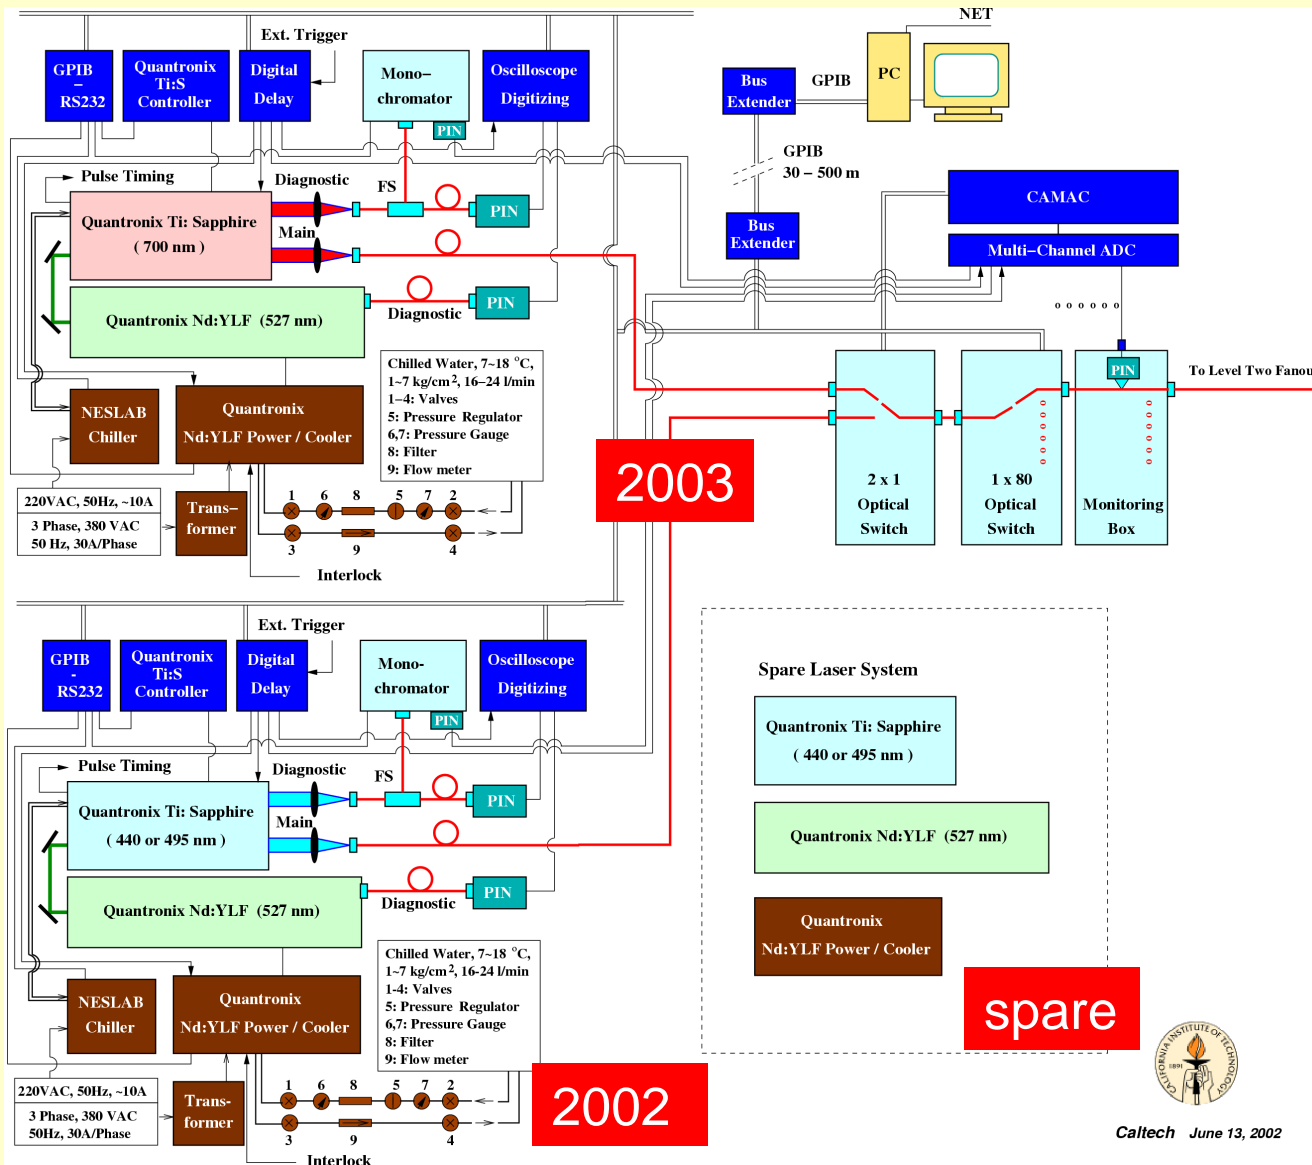 NET
Ext. Trigger
GPIB
–
RS232
Quantronix
Ti:S
Controller
Digital
Delay
Mono–
chromator
PIN
Oscilloscope
Digitizing
Bus
Extender
GPIB
PC
GPIB
30 – 500 m
Bus
Extender
CAMAC
Multi–Channel ADC
Pulse Timing
Diagnostic
FS
PIN
Quantronix Ti: Sapphire
( 700 nm )
Main
Quantronix Nd:YLF (527 nm)
Diagnostic
PIN
Chilled Water, 7~18 °C,
1~7 kg/cm², 16–24 l/min
1–4: Valves
5: Pressure Regulator
6,7: Pressure Gauge
8: Filter
9: Flow meter
NESLAB
Chiller
Quantronix
Nd:YLF Power / Cooler
220VAC, 50Hz, ~10A
3 Phase, 380 VAC
50 Hz, 30A/Phase
Trans–
former
1 6 8 5 7 2
3 9 4
Interlock
2003
PIN
To Level Two Fanou
2 x 1
Optical
Switch
1 x 80
Optical
Switch
Monitoring
Box
Ext. Trigger
GPIB
-
RS232
Quantronix
Ti:S
Controller
Digital
Delay
Mono-
chromator
PIN
Oscilloscope
Digitizing
Pulse Timing
Diagnostic
FS
PIN
Quantronix Ti: Sapphire
( 440 or 495 nm )
Main
Quantronix Nd:YLF (527 nm)
Diagnostic
PIN
Chilled Water, 7~18 °C,
1~7 kg/cm², 16-24 l/min
1-4: Valves
5: Pressure Regulator
6,7: Pressure Gauge
8: Filter
9: Flow meter
NESLAB
Chiller
Quantronix
Nd:YLF Power / Cooler
220VAC, 50Hz, ~10A
3 Phase, 380 VAC
50Hz, 30A/Phase
Trans-
former
1 6 8 5 7 2
3 9 4
Interlock
2002
Spare Laser System
Quantronix Ti: Sapphire
( 440 or 495 nm )
Quantronix Nd:YLF (527 nm)
Quantronix
Nd:YLF Power / Cooler
spare
CALIFORNIA INSTITUTE OF TECHNOLOGY
1891
Caltech June 13, 2002